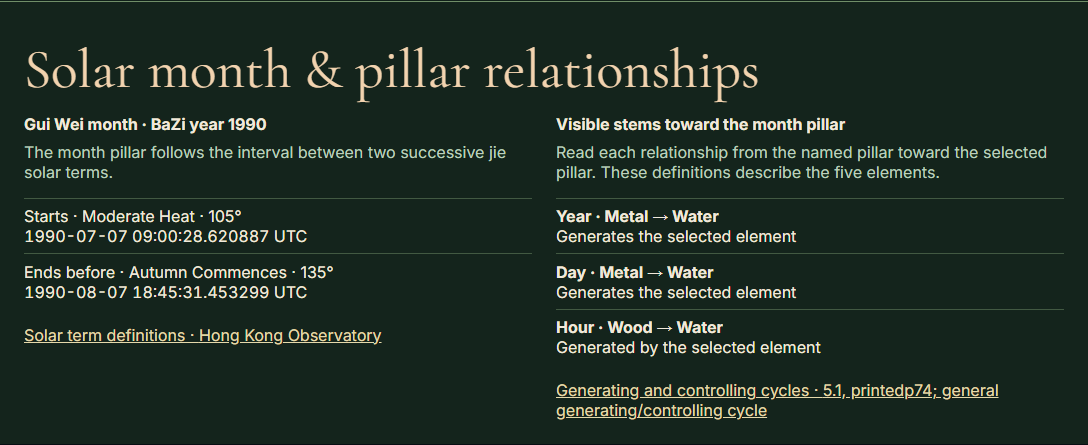 Solar month & pillar relationships
Gui Wei month · BaZi year 1990
The month pillar follows the interval between two successive jie
solar terms.
Starts · Moderate Heat · 105°
1990-07-07 09:00:28.620887 UTC
Ends before · Autumn Commences · 135°
1990-08-07 18:45:31.453299 UTC
Solar term definitions · Hong Kong Observatory
Visible stems toward the month pillar
Read each relationship from the named pillar toward the selected
pillar. These definitions describe the five elements.
Year · Metal → Water
Generates the selected element
Day · Metal → Water
Generates the selected element
Hour · Wood → Water
Generated by the selected element
Generating and controlling cycles · 5.1, printedp74; general
generating/controlling cycle